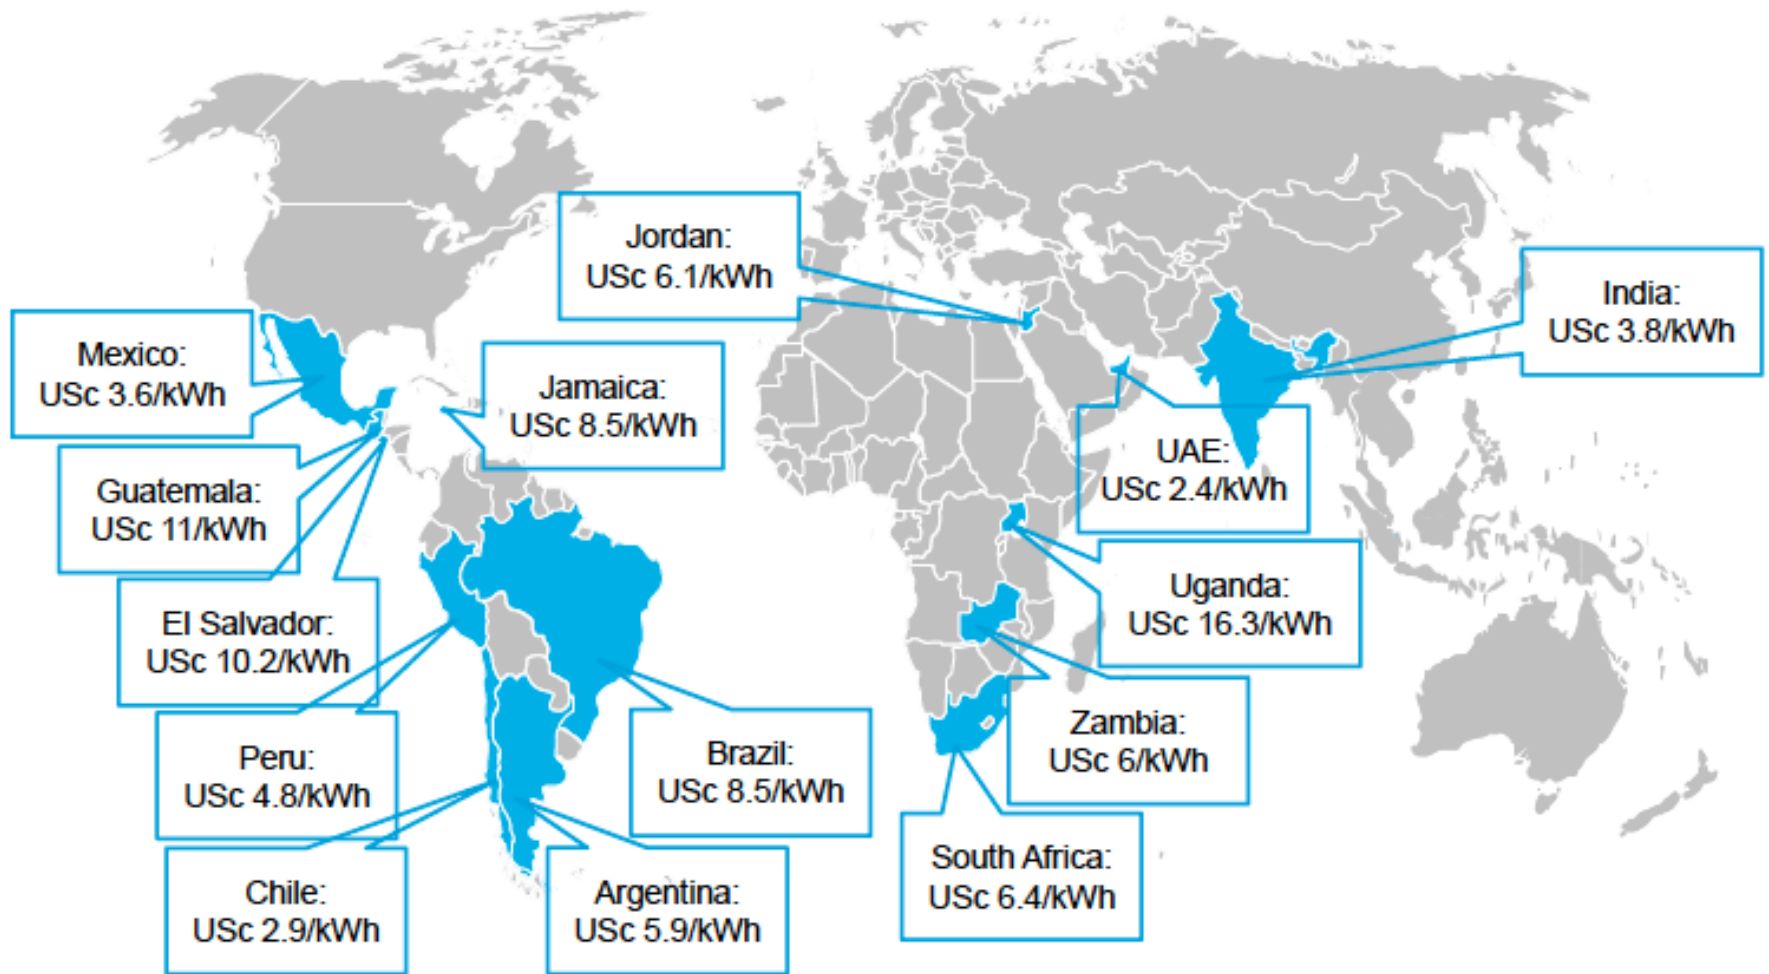 Jordan:
USc 6.1/kWh
India:
USc 3.8/kWh
Mexico:
USc 3.6/kWh
Jamaica:
USc 8.5/kWh
UAE:
USc 2.4/kWh
Guatemala:
USc 11/kWh
Uganda:
USc 16.3/kWh
El Salvador:
USc 10.2/kWh
Zambia:
USc 6/kWh
Peru:
USc 4.8/kWh
Brazil:
USc 8.5/kWh
South Africa:
USc 6.4/kWh
Chile:
USc 2.9/kWh
Argentina:
USc 5.9/kWh